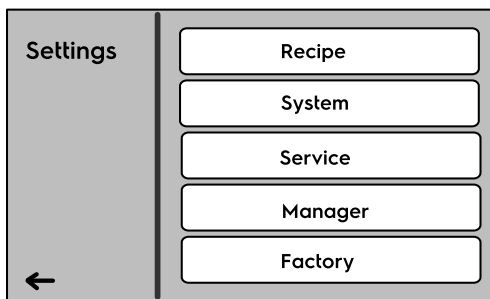 Settings
Recipe
System
Service
Manager
Factory